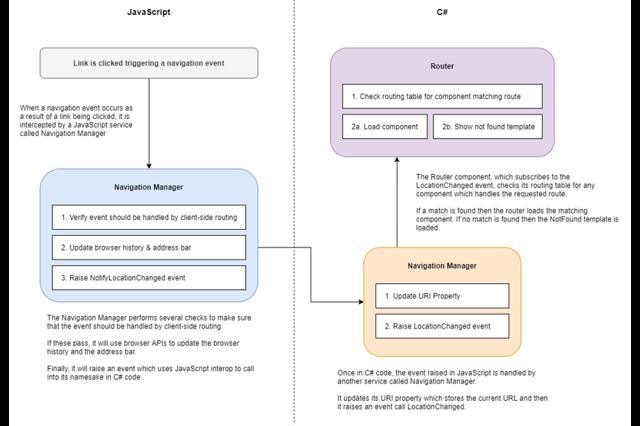 JavaScript
Link is clicked triggering a navigation event
When a navigation event occurs as
a result of a link being clicked, it is
intercepted by a JavaScript service
called Navigation Manager
Navigation Manager
1. Verify event should be handled by client-side routing
2. Update browser history & address bar
3. Raise NotifyLocationChanged event
The Navigation Manager performs several checks to make sure
that the event should be handled by client-side routing.
If these pass, it will use browser APIs to update the browser
history and the address bar.
Finally, it will raise an event which uses JavaScript interop to call
into its namesake in C# code.
C#
Router
1. Check routing table for component matching route
2a. Load component
2b. Show not found template
The Router component, which subscribes to the
LocationChanged event, checks its routing table for any
component which handles the requested route.
If a match is found then the router loads the matching
component. If no match is found then the NotFound template is
loaded.
Navigation Manager
1. Update URI Property
2. Raise LocationChanged event
Once in C# code, the event raised in JavaScript is handled by
another service called Navigation Manager.
It updates its URI property which stores the current URL and then
it raises an event call LocationChanged.